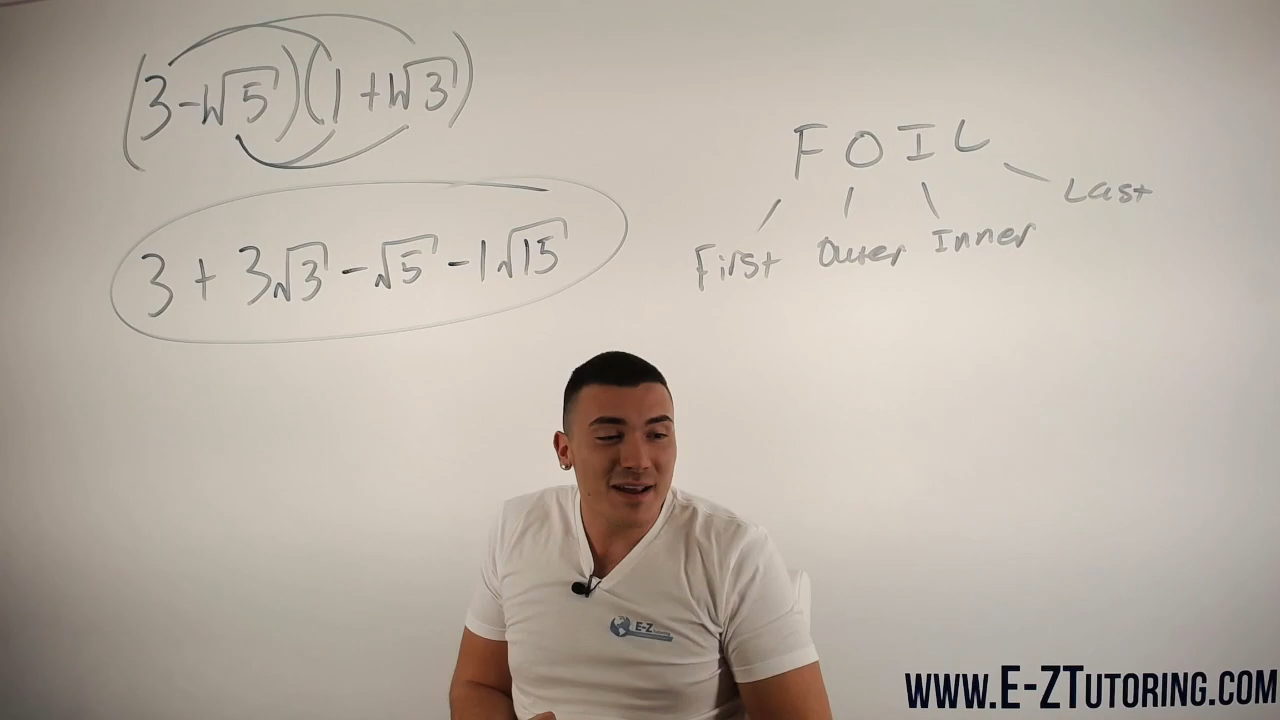 (3-1√5)(1+1√3)
3 + 3√3 - √5 - 1√15
F O I L
First Outer Inner Last
E-Z Tutoring
www.E-ZTutoring.com